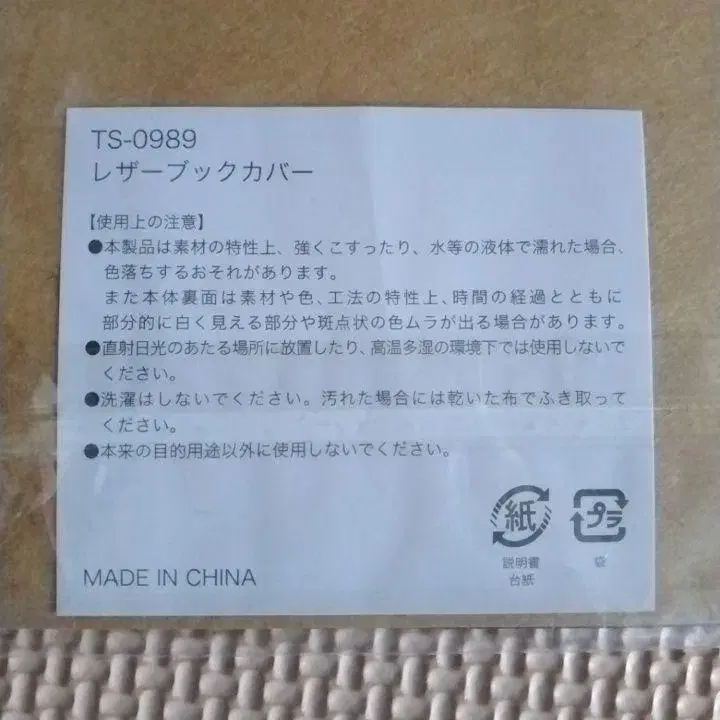 TS-0989
レザーブックカバー
【使用上の注意】
●本製品は素材の特性上、強くこすったり、水等の液体で濡れた場合、
色落ちするおそれがあります。
また本体裏面は素材や色、工法の特性上、時間の経過とともに
部分的に白く見える部分や斑点状の色ムラが出る場合があります。
●直射日光のあたる場所に放置したり、高温多湿の環境下では使用しないで
ください。
●洗濯はしないでください。汚れた場合には乾いた布でふき取って
ください。
●本来の目的用途以外に使用しないでください。
紙 プラ
説明書 袋
台紙
MADE IN CHINA